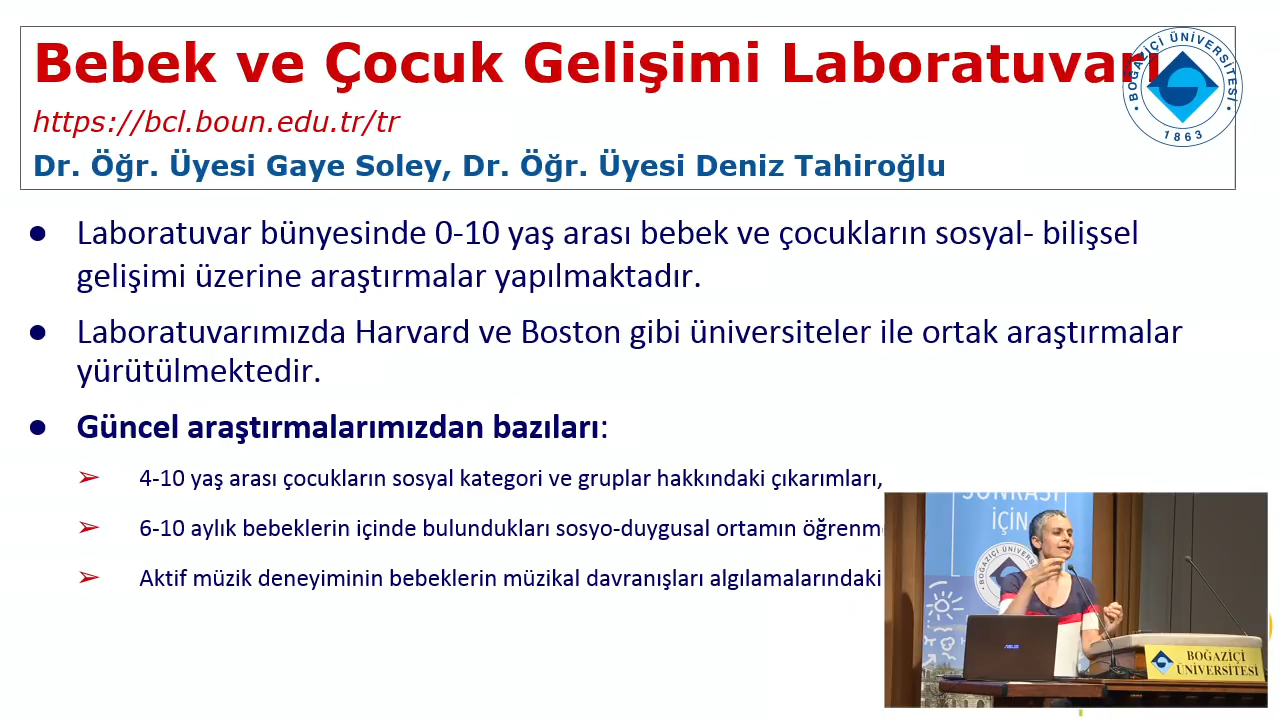 Bebek ve Çocuk Gelişimi Laboratuvarı
https://bcl.boun.edu.tr/tr
Dr. Öğr. Üyesi Gaye Soley, Dr. Öğr. Üyesi Deniz Tahiroğlu
BOĞAZİÇİ ÜNİVERSİTESİ
1863
● Laboratuvar bünyesinde 0-10 yaş arası bebek ve çocukların sosyal- bilişsel
gelişimi üzerine araştırmalar yapılmaktadır.
● Laboratuvarımızda Harvard ve Boston gibi üniversiteler ile ortak araştırmalar
yürütülmektedir.
● Güncel araştırmalarımızdan bazıları:
➢ 4-10 yaş arası çocukların sosyal kategori ve gruplar hakkındaki çıkarımları,
➢ 6-10 aylık bebeklerin içinde bulundukları sosyo-duygusal ortamın
➢ Aktif müzik deneyiminin bebeklerin müzikal davranışları algılamalarındaki
SONRASI
İÇİN
ASUS
BOĞAZİÇİ
ÜNİVERSİTESİ